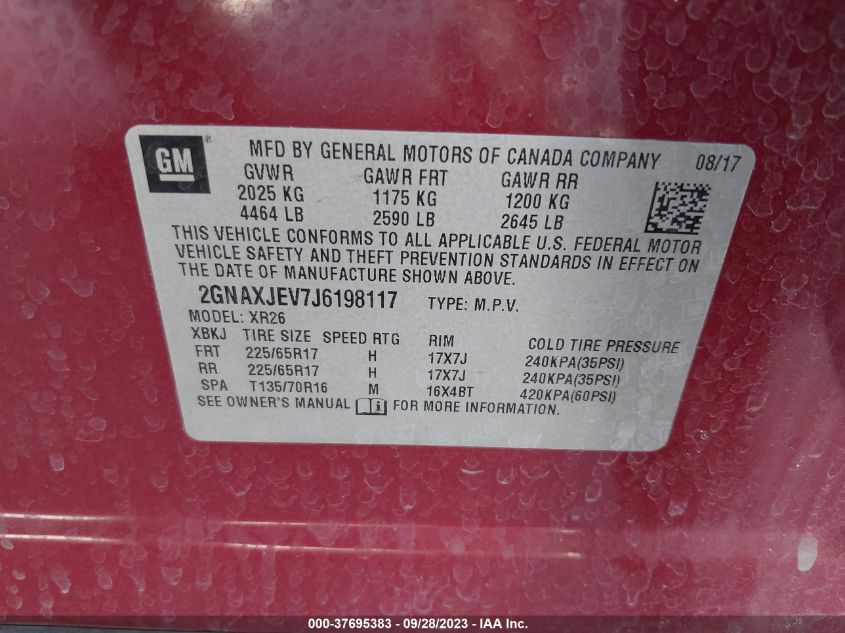 GM ® MFD BY GENERAL MOTORS OF CANADA COMPANY 08/17
GVWR GAWR FRT GAWR RR
2025 KG 1175 KG 1200 KG
4464 LB 2590 LB 2645 LB
THIS VEHICLE CONFORMS TO ALL APPLICABLE U.S. FEDERAL MOTOR
VEHICLE SAFETY AND THEFT PREVENTION STANDARDS IN EFFECT ON
THE DATE OF MANUFACTURE SHOWN ABOVE.
2GNAXJEV7J6198117 TYPE: M.P.V.
MODEL: XR26
XBKJ TIRE SIZE SPEED RTG RIM COLD TIRE PRESSURE
FRT 225/65R17 H 17X7J 240KPA(35PSI)
RR 225/65R17 H 17X7J 240KPA(35PSI)
SPA T135/70R16 M 16X4BT 420KPA(60PSI)
SEE OWNER'S MANUAL i FOR MORE INFORMATION.
000-37695383 - 09/28/2023 - IAA Inc.